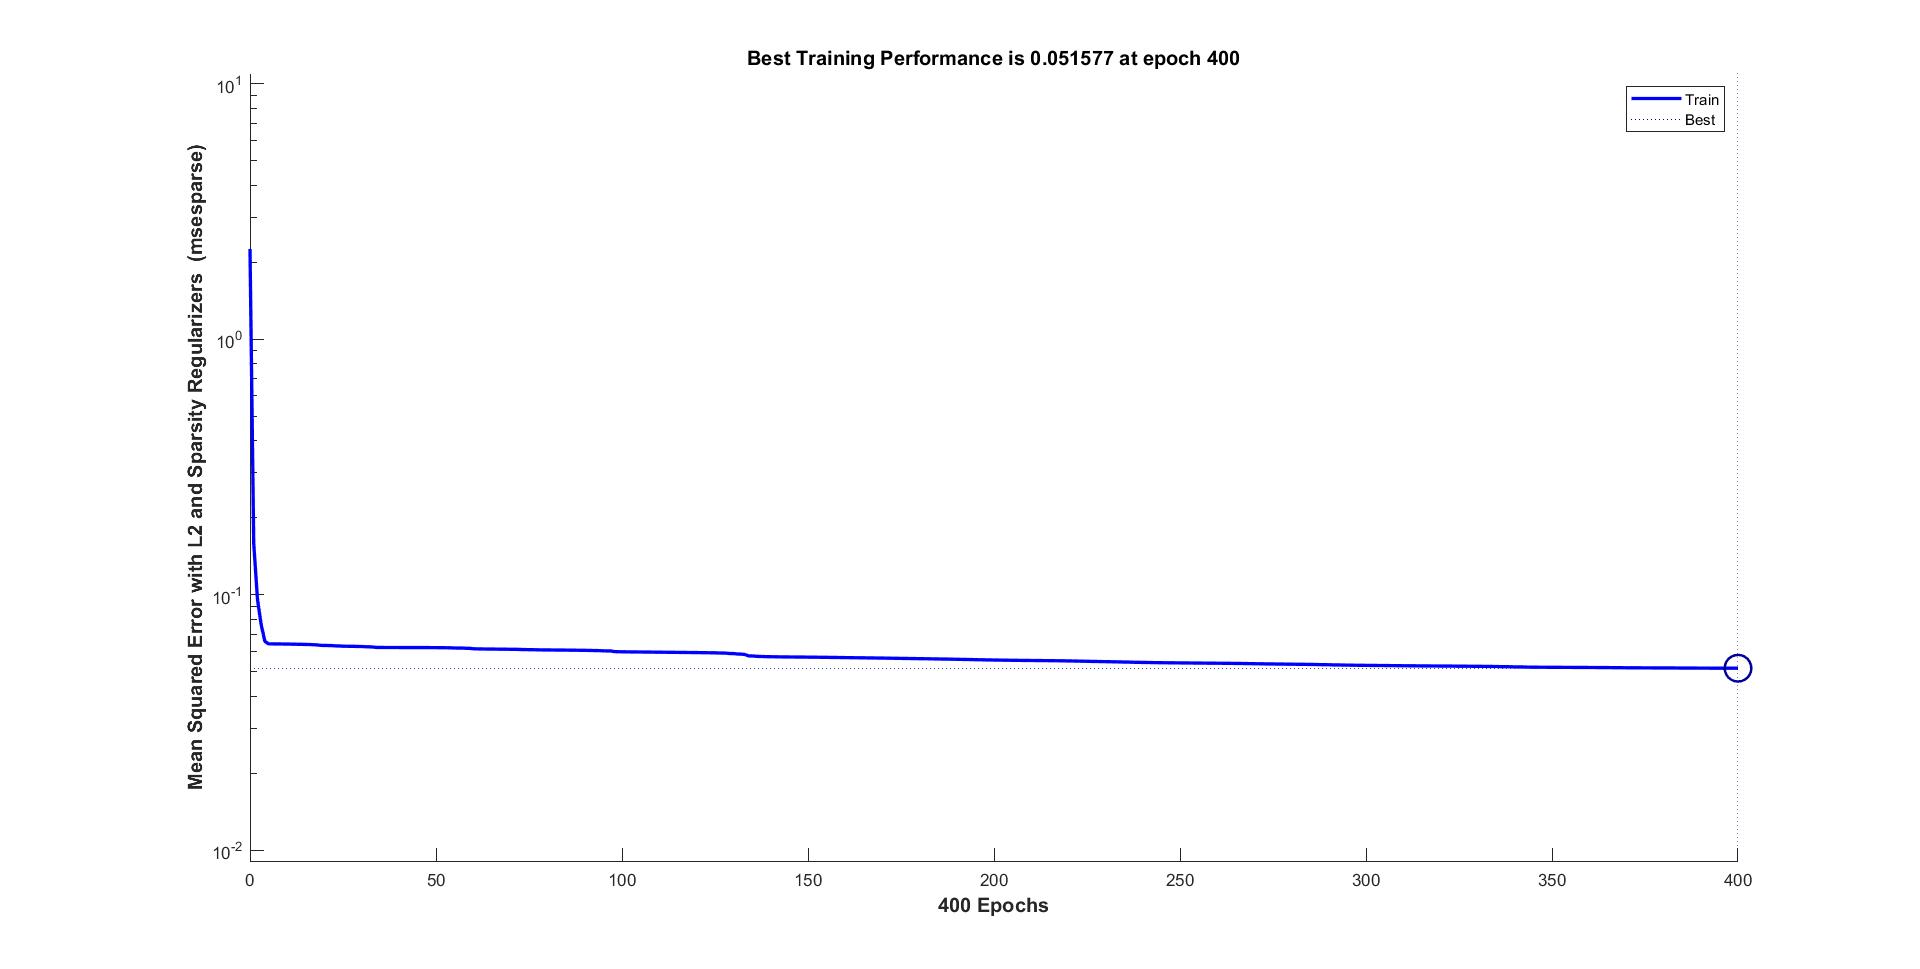 Best Training Performance is 0.051577 at epoch 400
Train
Best
Mean Squared Error with L2 and Sparsity Regularizers (msesparse)
10^1
10^0
10^-1
10^-2
0 50 100 150 200 250 300 350 400
400 Epochs